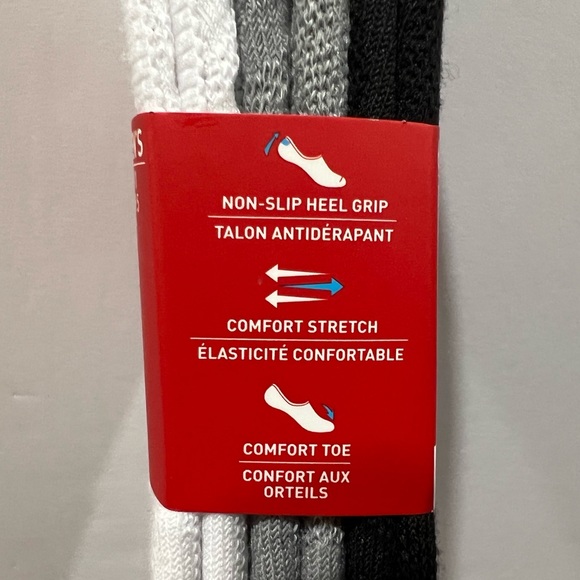 NON-SLIP HEEL GRIP
TALON ANTIDÉRAPANT
COMFORT STRETCH
ÉLASTICITÉ CONFORTABLE
COMFORT TOE
CONFORT AUX
ORTEILS